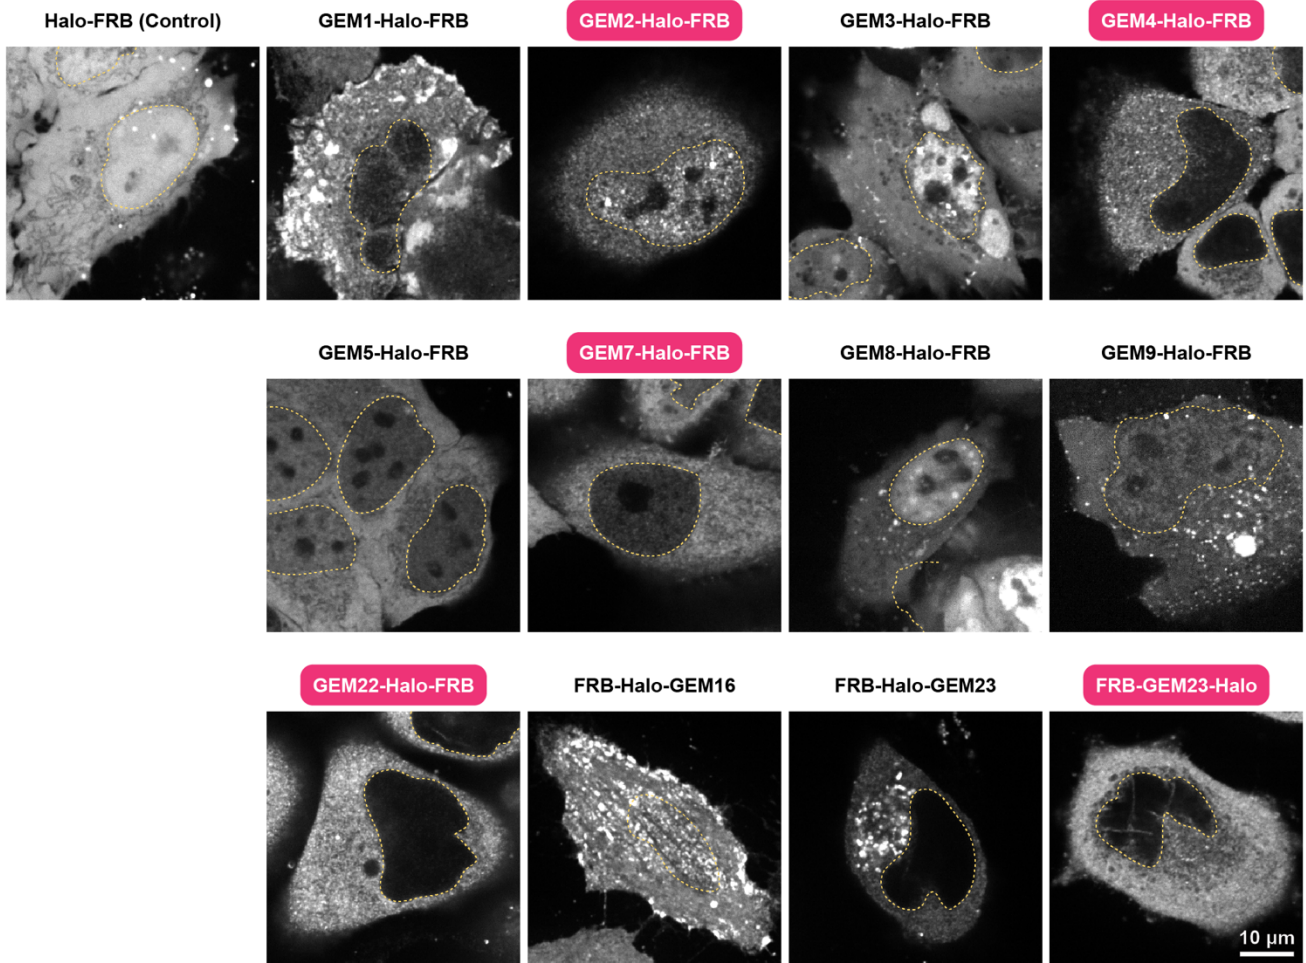 Halo-FRB (Control)
GEM1-Halo-FRB
GEM2-Halo-FRB
GEM3-Halo-FRB
GEM4-Halo-FRB
GEM5-Halo-FRB
GEM7-Halo-FRB
GEM8-Halo-FRB
GEM9-Halo-FRB
GEM22-Halo-FRB
FRB-Halo-GEM16
FRB-Halo-GEM23
FRB-GEM23-Halo
10 µm